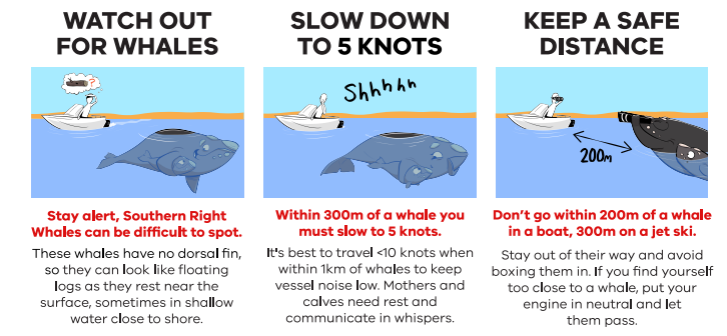 WATCH OUT
FOR WHALES
?
Stay alert, Southern Right
Whales can be difficult to spot.
These whales have no dorsal fin,
so they can look like floating
logs as they rest near the
surface, sometimes in shallow
water close to shore.
SLOW DOWN
TO 5 KNOTS
Shhhhh
Within 300m of a whale you
must slow to 5 knots.
It's best to travel <10 knots when
within 1km of whales to keep
vessel noise low. Mothers and
calves need rest and
communicate in whispers.
KEEP A SAFE
DISTANCE
200m
Don't go within 200m of a whale
in a boat, 300m on a jet ski.
Stay out of their way and avoid
boxing them in. If you find yourself
too close to a whale, put your
engine in neutral and let
them pass.